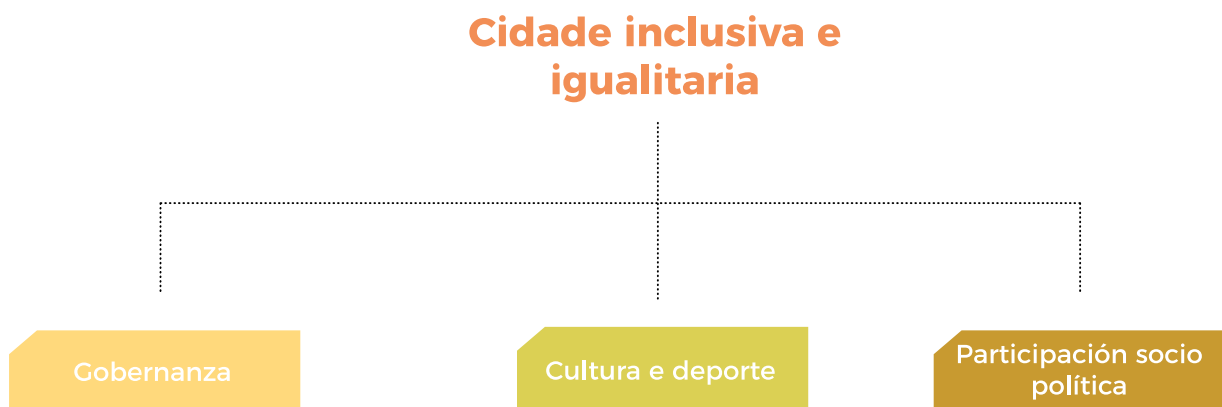 Cidade inclusiva e
igualitaria
Gobernanza
Cultura e deporte
Participación socio
política